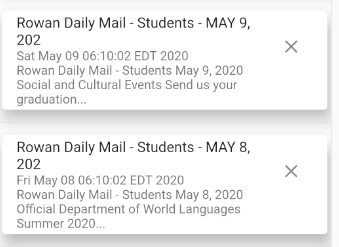 Rowan Daily Mail - Students - MAY 9,
202
Sat May 09 06:10:02 EDT 2020
Rowan Daily Mail - Students May 9, 2020
Social and Cultural Events Send us your
graduation...
Rowan Daily Mail - Students - MAY 8,
202
Fri May 08 06:10:02 EDT 2020
Rowan Daily Mail - Students May 8, 2020
Official Department of World Languages
Summer 2020...